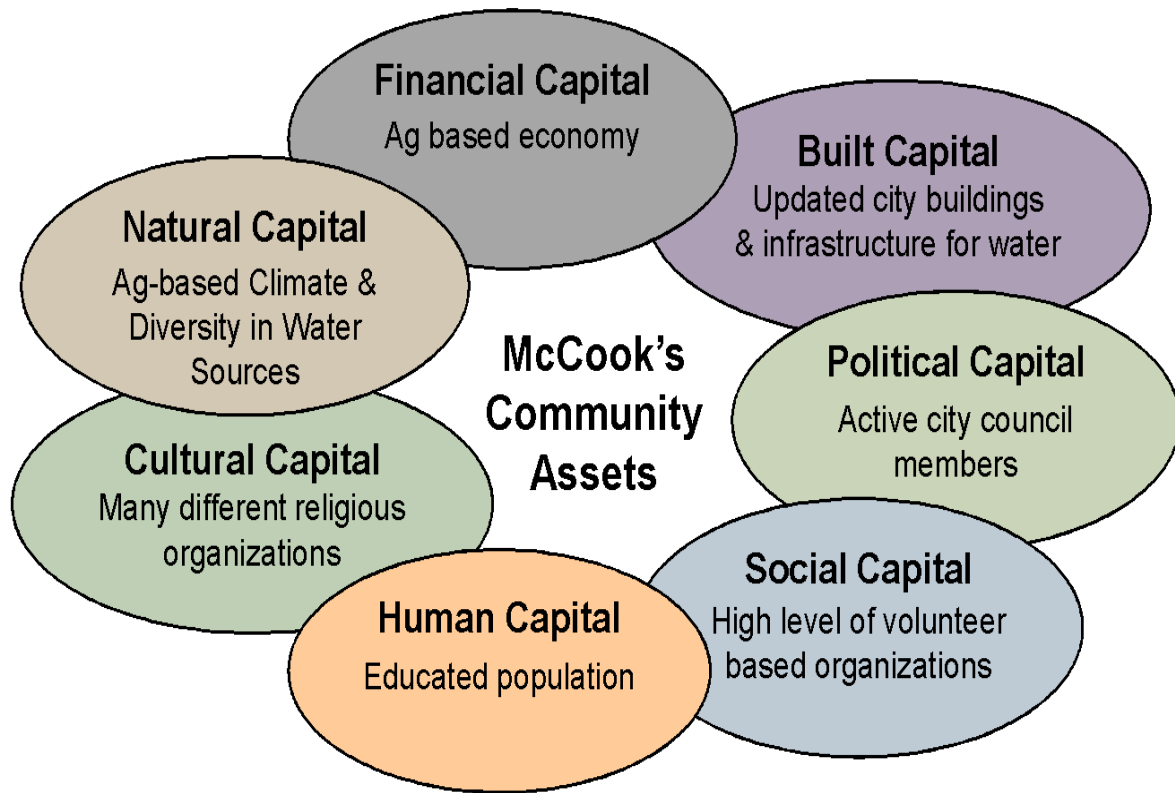 Financial Capital
Ag based economy
Built Capital
Updated city buildings
& infrastructure for water
Natural Capital
Ag-based Climate &
Diversity in Water
Sources
McCook’s
Community
Assets
Political Capital
Active city council
members
Cultural Capital
Many different religious
organizations
Social Capital
High level of volunteer
based organizations
Human Capital
Educated population